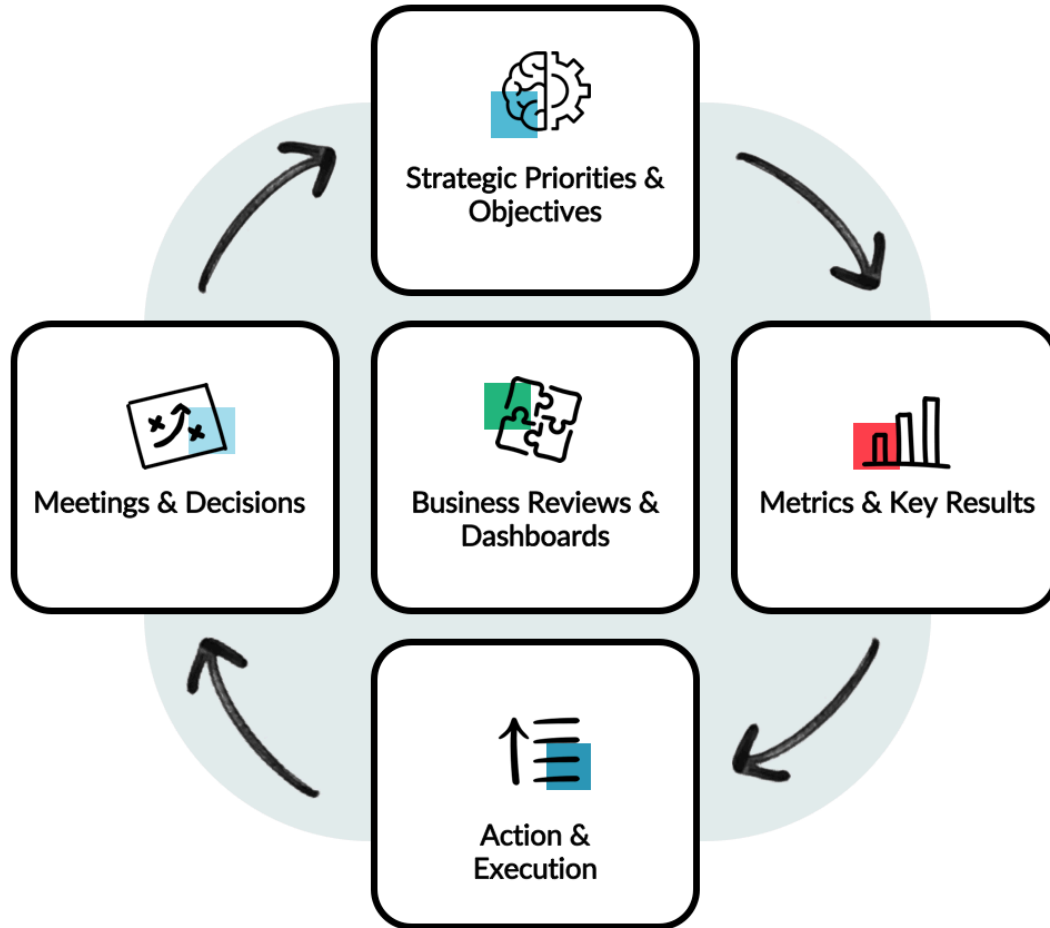 Strategic Priorities &
Objectives
Meetings & Decisions
Business Reviews &
Dashboards
Metrics & Key Results
Action &
Execution